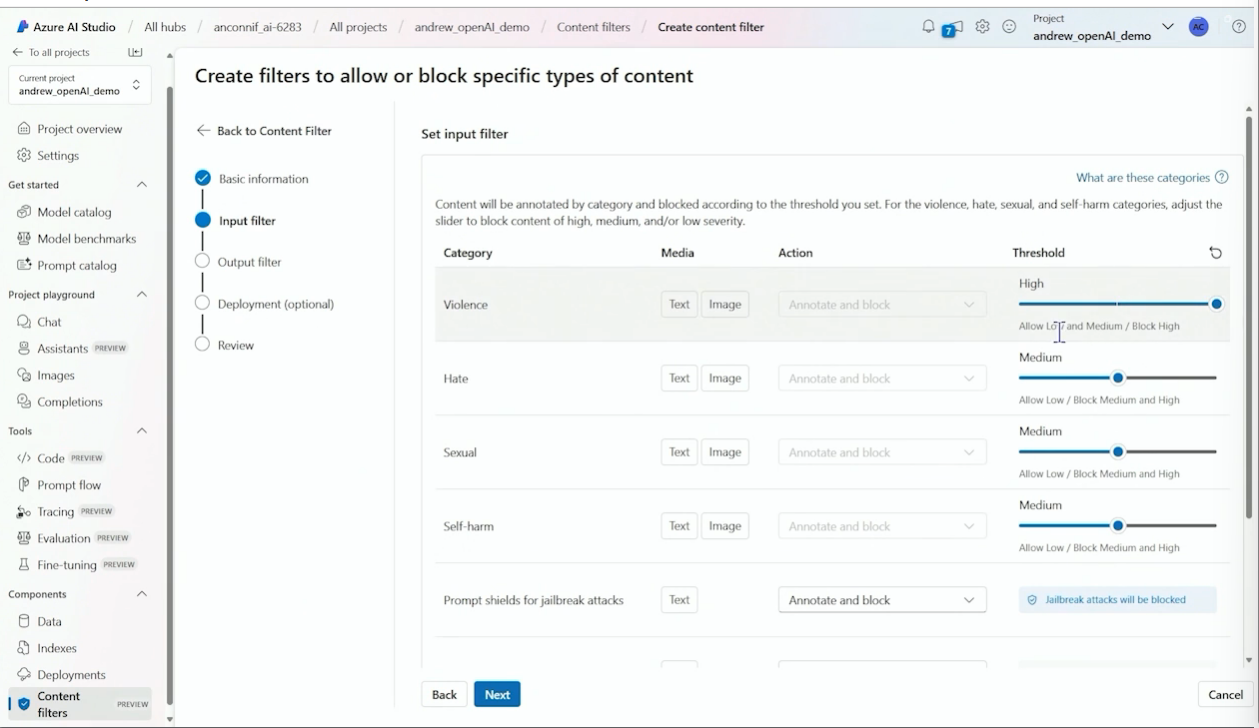 Azure AI Studio / All hubs / anconnif_ai-6283 / All projects / andrew_openAI_demo / Content filters / Create content filter
7
Project
andrew_openAI_demo
AC
To all projects
Current project
andrew_openAI_demo
Project overview
Settings
Get started
Model catalog
Model benchmarks
Prompt catalog
Project playground
Chat
Assistants PREVIEW
Images
Completions
Tools
Code PREVIEW
Prompt flow
Tracing PREVIEW
Evaluation PREVIEW
Fine-tuning PREVIEW
Components
Data
Indexes
Deployments
Content
filters PREVIEW
Create filters to allow or block specific types of content
Back to Content Filter
Basic information
Input filter
Output filter
Deployment (optional)
Review
Set input filter
What are these categories
Content will be annotated by category and blocked according to the threshold you set. For the violence, hate, sexual, and self-harm categories, adjust the
slider to block content of high, medium, and/or low severity.
Category Media Action Threshold
Violence Text Image Annotate and block High
Allow Low and Medium / Block High
Hate Text Image Annotate and block Medium
Allow Low / Block Medium and High
Sexual Text Image Annotate and block Medium
Allow Low / Block Medium and High
Self-harm Text Image Annotate and block Medium
Allow Low / Block Medium and High
Prompt shields for jailbreak attacks Text Annotate and block Jailbreak attacks will be blocked
Back Next Cancel